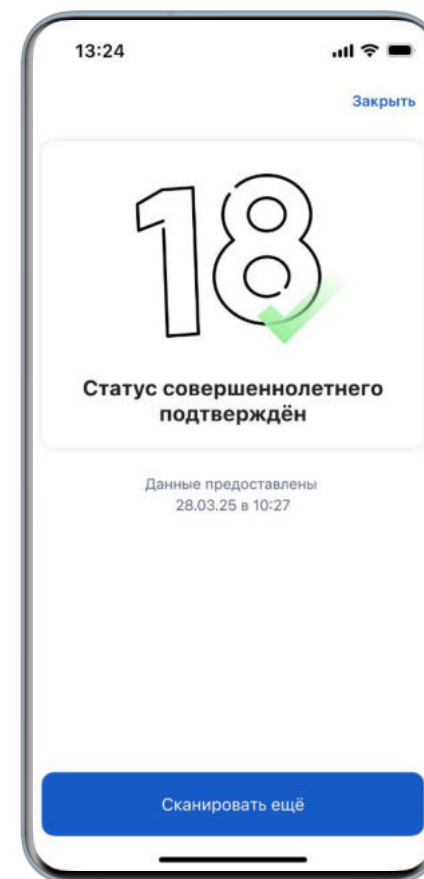 13:24
Закрыть
18
Статус совершеннолетнего
подтверждён
Данные предоставлены
28.03.25 в 10:27
Сканировать ещё